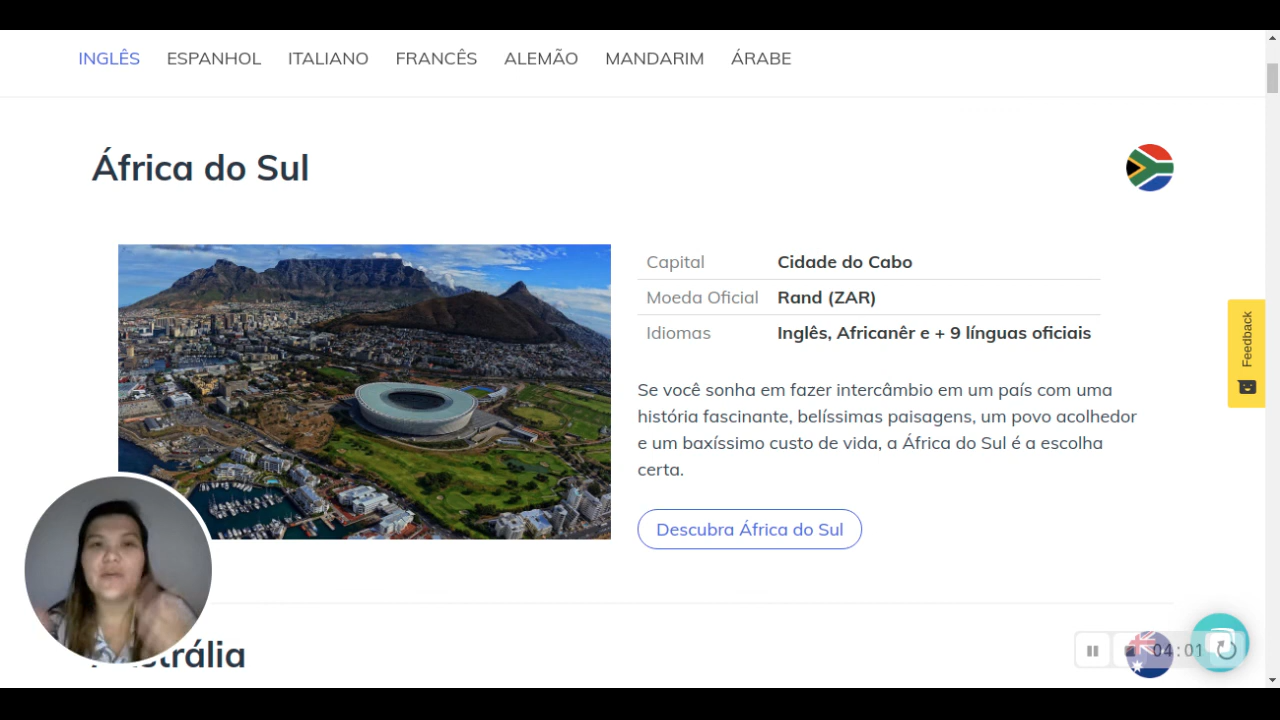 INGLÊS ESPANHOL ITALIANO FRANCÊS ALEMÃO MANDARIM ÁRABE
África do Sul
Capital Cidade do Cabo
Moeda Oficial Rand (ZAR)
Idiomas Inglês, Africanêr e + 9 línguas oficiais
Se você sonha em fazer intercâmbio em um país com uma
história fascinante, belíssimas paisagens, um povo acolhedor
e um baxíssimo custo de vida, a África do Sul é a escolha
certa.
Descubra África do Sul
Feedback
04:01